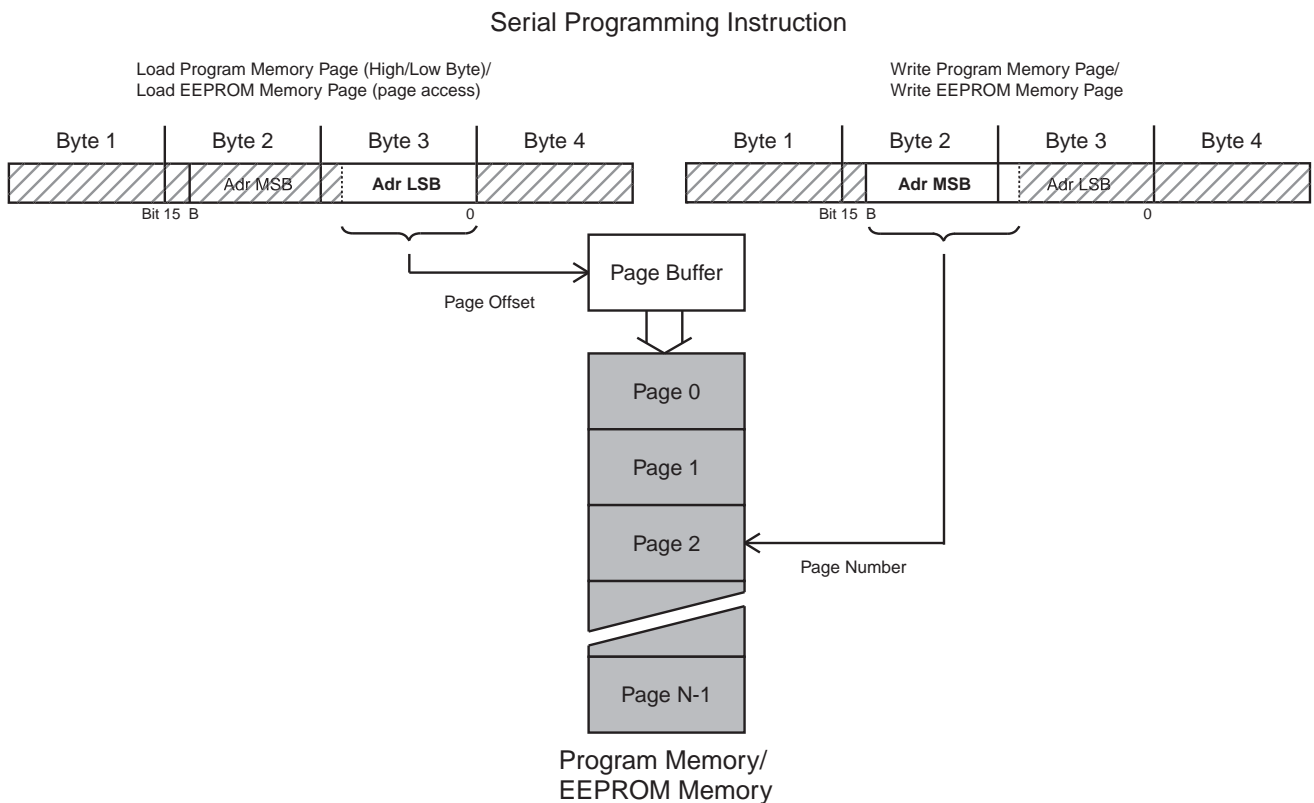 Serial Programming Instruction
Load Program Memory Page (High/Low Byte)/
Load EEPROM Memory Page (page access)
Write Program Memory Page/
Write EEPROM Memory Page
Byte 1 Byte 2 Byte 3 Byte 4
Byte 1 Byte 2 Byte 3 Byte 4
Adr MSB Adr LSB
Adr MSB Adr LSB
Bit 15 B 0
Bit 15 B 0
Page Buffer
Page Offset
Page 0
Page 1
Page 2
Page Number
Page N-1
Program Memory/
EEPROM Memory